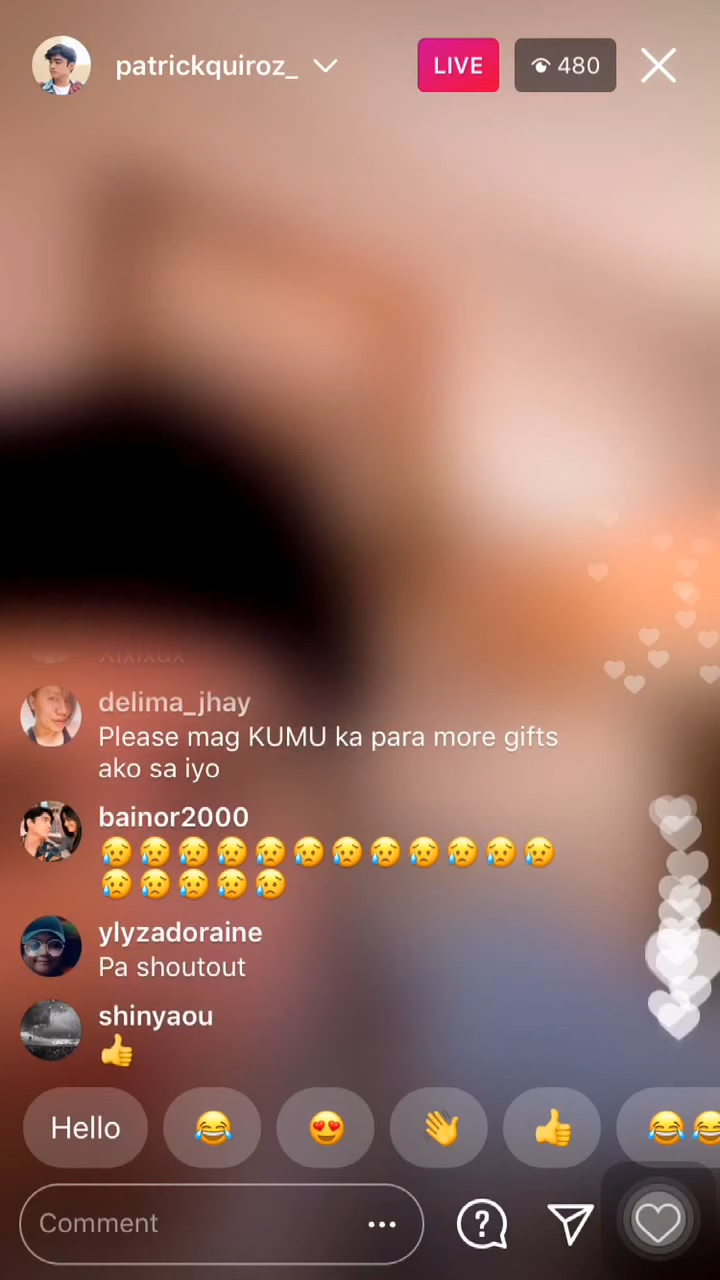 patrickquiroz_
LIVE
480
delima_jhay
Please mag KUMU ka para more gifts
ako sa iyo
bainor2000
😥😥😥😥😥😥😥😥😥😥😥😥
😥😥😥😥😥
ylyzadoraine
Pa shoutout
shinyaou
👍
Hello 😂 😍 👋 👍 😂😂
Comment